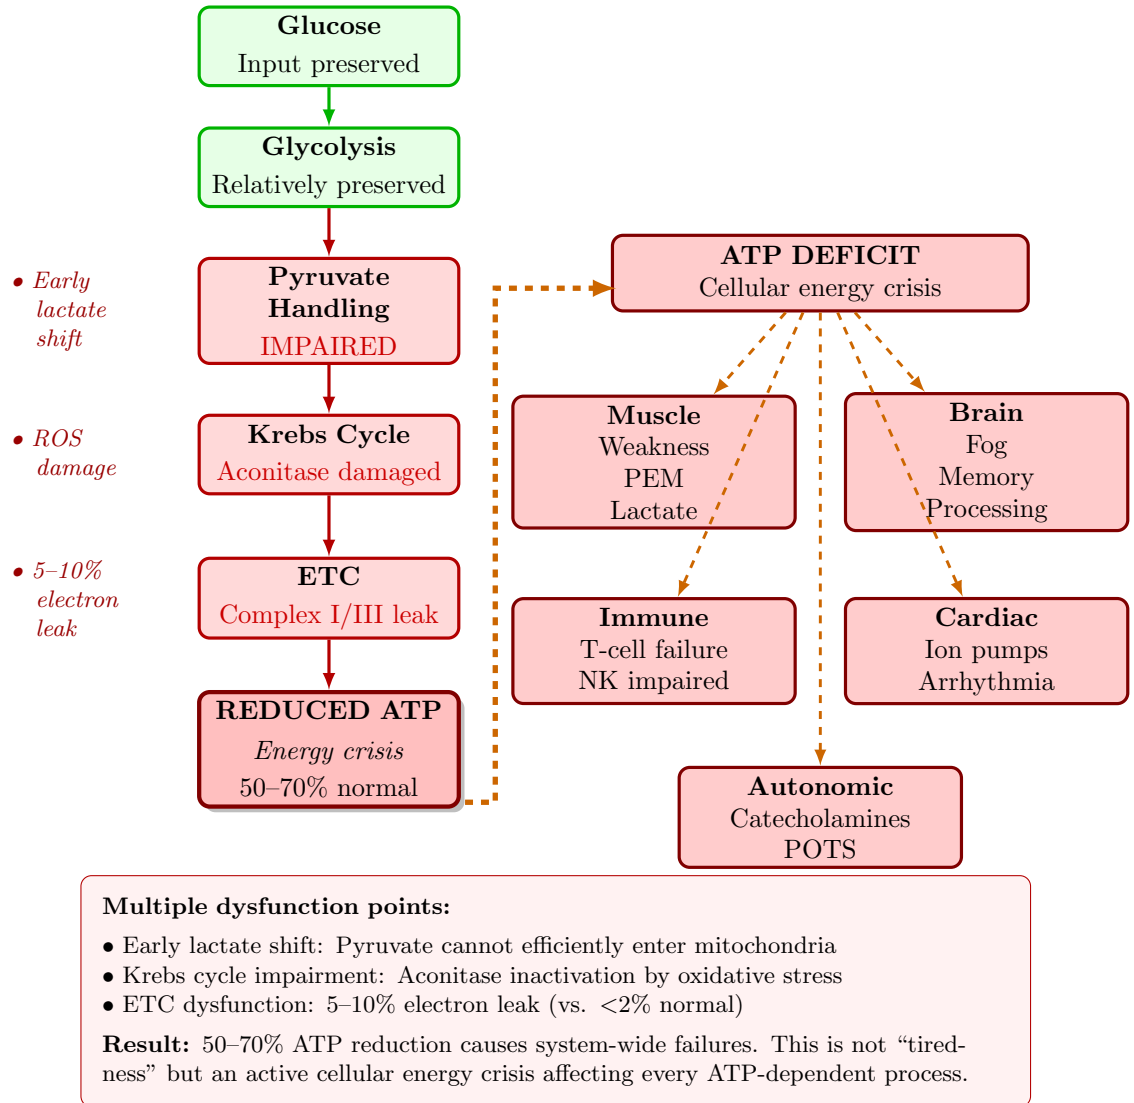 Glucose
Input preserved
Glycolysis
Relatively preserved
• Early
lactate
shift
Pyruvate
Handling
IMPAIRED
• ROS
damage
Krebs Cycle
Aconitase damaged
• 5–10%
electron
leak
ETC
Complex I/III leak
REDUCED ATP
Energy crisis
50–70% normal
ATP DEFICIT
Cellular energy crisis
Muscle
Weakness
PEM
Lactate
Brain
Fog
Memory
Processing
Immune
T-cell failure
NK impaired
Cardiac
Ion pumps
Arrhythmia
Autonomic
Catecholamines
POTS
Multiple dysfunction points:
• Early lactate shift: Pyruvate cannot efficiently enter mitochondria
• Krebs cycle impairment: Aconitase inactivation by oxidative stress
• ETC dysfunction: 5–10% electron leak (vs. <2% normal)
Result: 50–70% ATP reduction causes system-wide failures. This is not “tired-
ness” but an active cellular energy crisis affecting every ATP-dependent process.